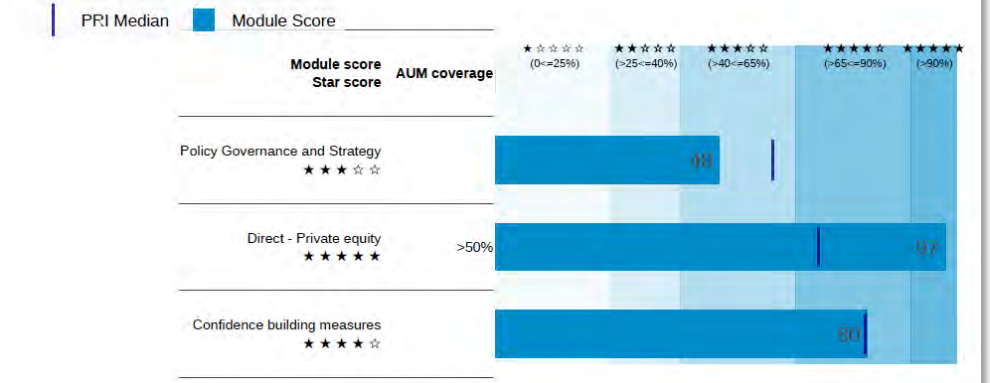 PRI Median Module Score
★☆☆☆☆ ★★☆☆☆ ★★★☆☆ ★★★★☆ ★★★★★
(0<=25%) (>25<=40%) (>40<=65%) (>65<=90%) (>90%)
Module score
Star score
AUM coverage
Policy Governance and Strategy
★★★☆☆
48
Direct - Private equity
★★★★★
>50%
97
Confidence building measures
★★★★☆
80